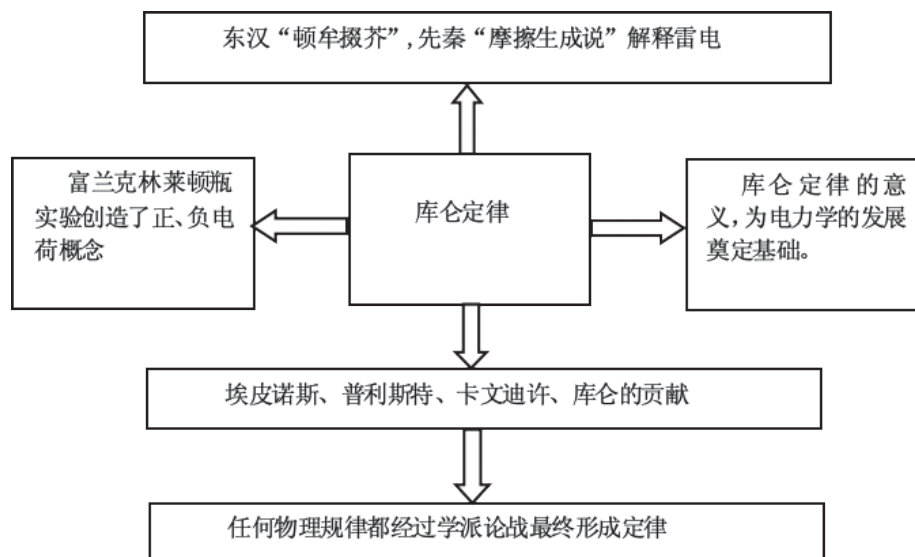 东汉“顿牟掇芥”,先秦“摩擦生成说”解释雷电
富兰克林莱顿瓶
实验创造了正、负电
荷概念
库仑定律
库仑定律的意
义,为电力学的发展
奠定基础。
埃皮诺斯、普利斯特、卡文迪许、库仑的贡献
任何物理规律都经过学派论战最终形成定律